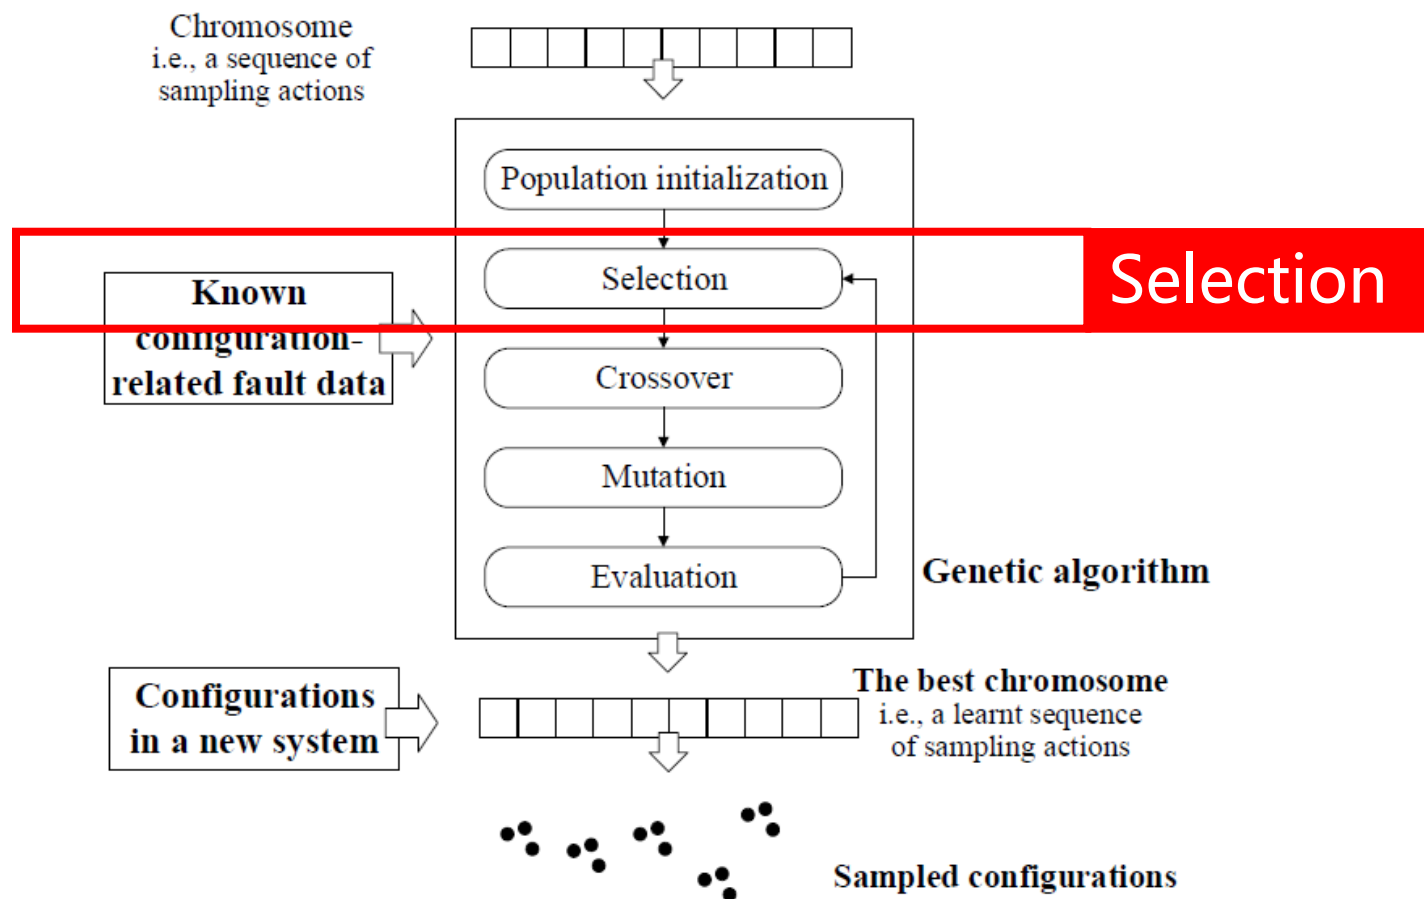 Chromosome
i.e., a sequence of
sampling actions
Population initialization
Selection
Selection
Known
configuration-
related fault data
Crossover
Mutation
Evaluation
Genetic algorithm
Configurations
in a new system
The best chromosome
i.e., a learnt sequence
of sampling actions
Sampled configurations